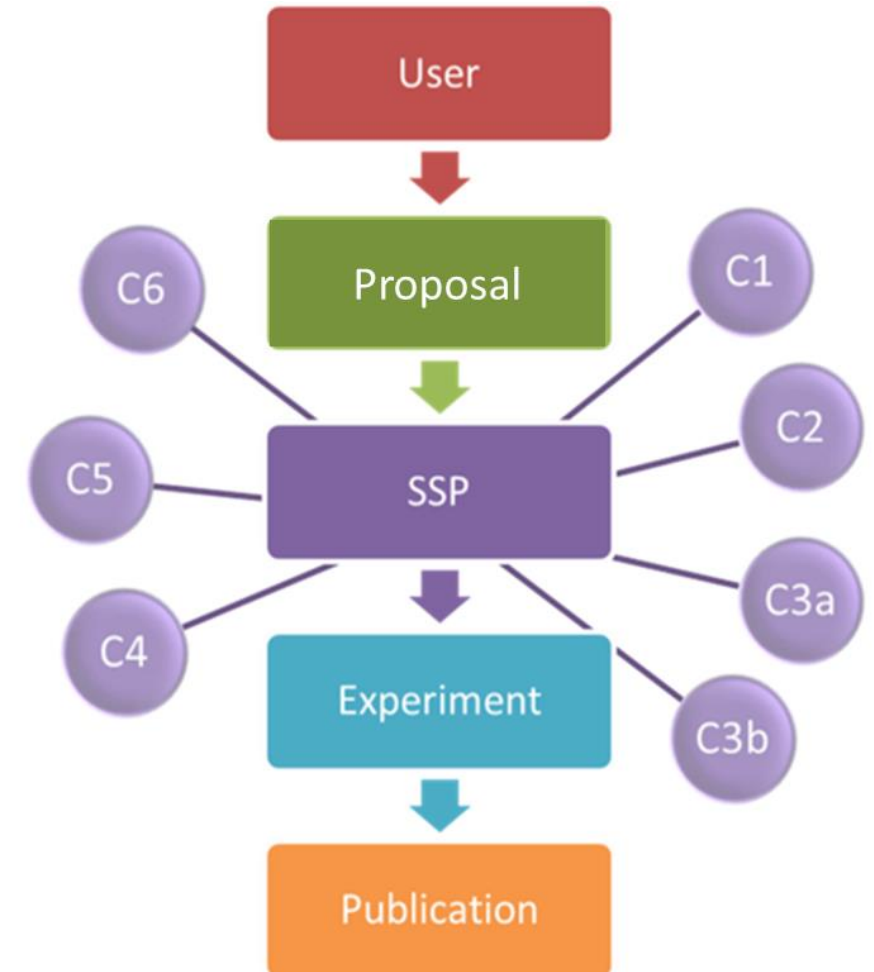 User
Proposal
C6
C1
C2
C5
SSP
C3a
C4
Experiment
C3b
Publication